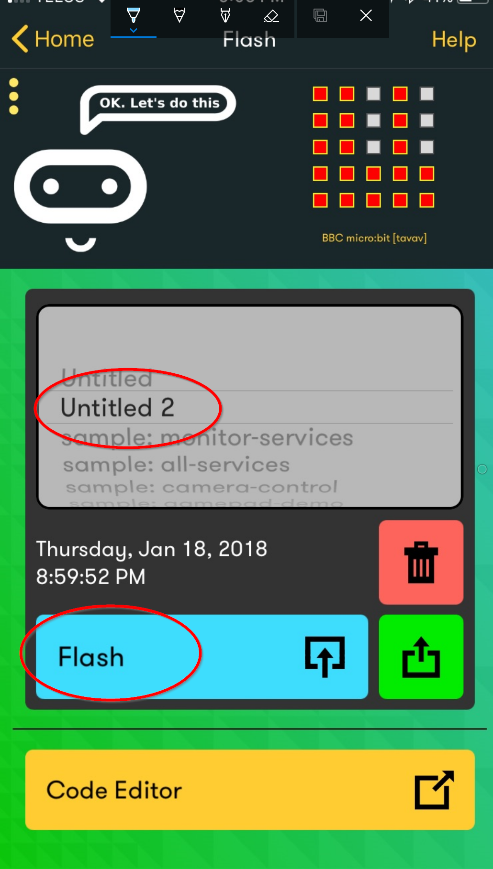 Home
Flash
Help
OK. Let's do this
BBC micro:bit [tavav]
Untitled
Untitled 2
sample: monitor-services
sample: all-services
sample: camera-control
sample: gamepad-demo
Thursday, Jan 18, 2018
8:59:52 PM
Flash
Code Editor